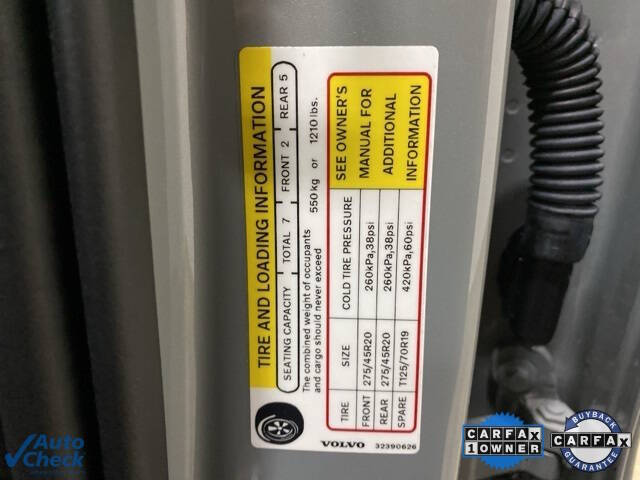 TIRE AND LOADING INFORMATION
SEATING CAPACITY TOTAL 7 FRONT 2 REAR 5
The combined weight of occupants
and cargo should never exceed 550 kg or 1210 lbs.
TIRE SIZE COLD TIRE PRESSURE
FRONT 275/45R20 260kPa,38psi
REAR 275/45R20 260kPa,38psi
SPARE T125/70R19 420kPa,60psi
SEE OWNER'S
MANUAL FOR
ADDITIONAL
INFORMATION
VOLVO 32390626
Auto
Check
CARFAX
1OWNER
BUYBACK
CARFAX
GUARANTEE